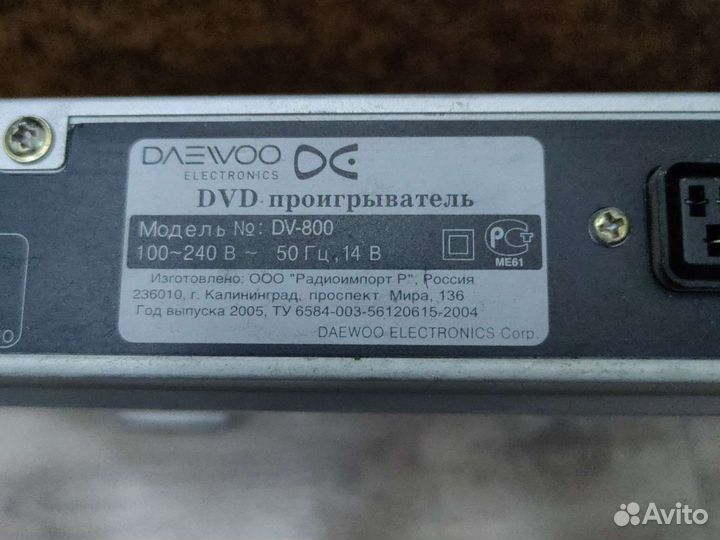 DAEWOO
ELECTRONICS
DVD-проигрыватель
Модель №: DV-800
100~240 В ~ 50 Гц, 14 В
РСТ
МЕ61
Изготовлено: ООО "Радиоимпорт Р", Россия
236010, г. Калининград, проспект Мира, 136
Год выпуска 2005, ТУ 6584-003-56120615-2004
DAEWOO ELECTRONICS Corp.
Avito